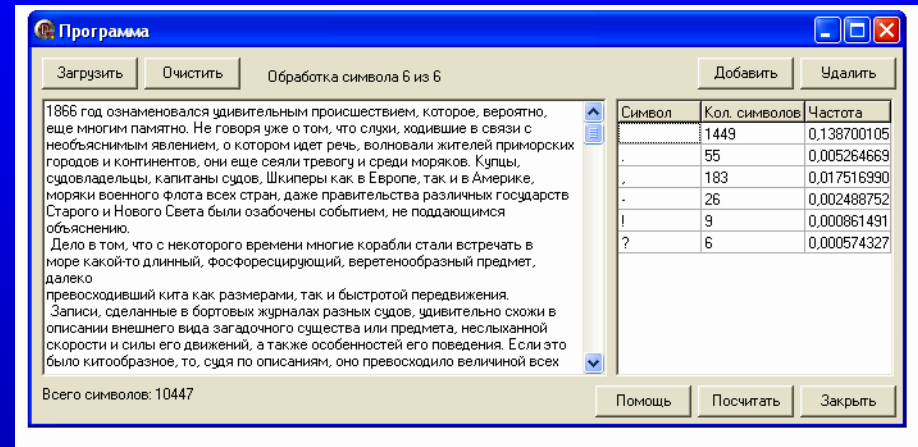 Программа
Загрузить Очистить Обработка символа 6 из 6 Добавить Удалить
1866 год ознаменовался удивительным происшествием, которое, вероятно,
еще многим памятно. Не говоря уже о том, что слухи, ходившие в связи с
необъяснимым явлением, о котором идет речь, волновали жителей приморских
городов и континентов, они еще сеяли тревогу и среди моряков. Купцы,
судовладельцы, капитаны судов, Шкиперы как в Европе, так и в Америке,
моряки военного флота всех стран, даже правительства различных государств
Старого и Нового Света были озабочены событием, не поддающимся
объяснению.
Дело в том, что с некоторого времени многие корабли стали встречать в
море какой-то длинный, фосфоресцирующий, веретенообразный предмет,
далеко
превосходивший кита как размерами, так и быстротой передвижения.
Записи, сделанные в бортовых журналах разных судов, удивительно схожи в
описании внешнего вида загадочного существа или предмета, неслыханной
скорости и силы его движений, а также особенностей его поведения. Если это
было китообразное, то, судя по описаниям, оно превосходило величиной всех
Символ Кол. символов Частота
1449 0,138700105
. 55 0,005264669
, 183 0,017516990
- 26 0,002488752
! 9 0,000861491
? 6 0,000574327
Всего символов: 10447
Помощь Посчитать Закрыть